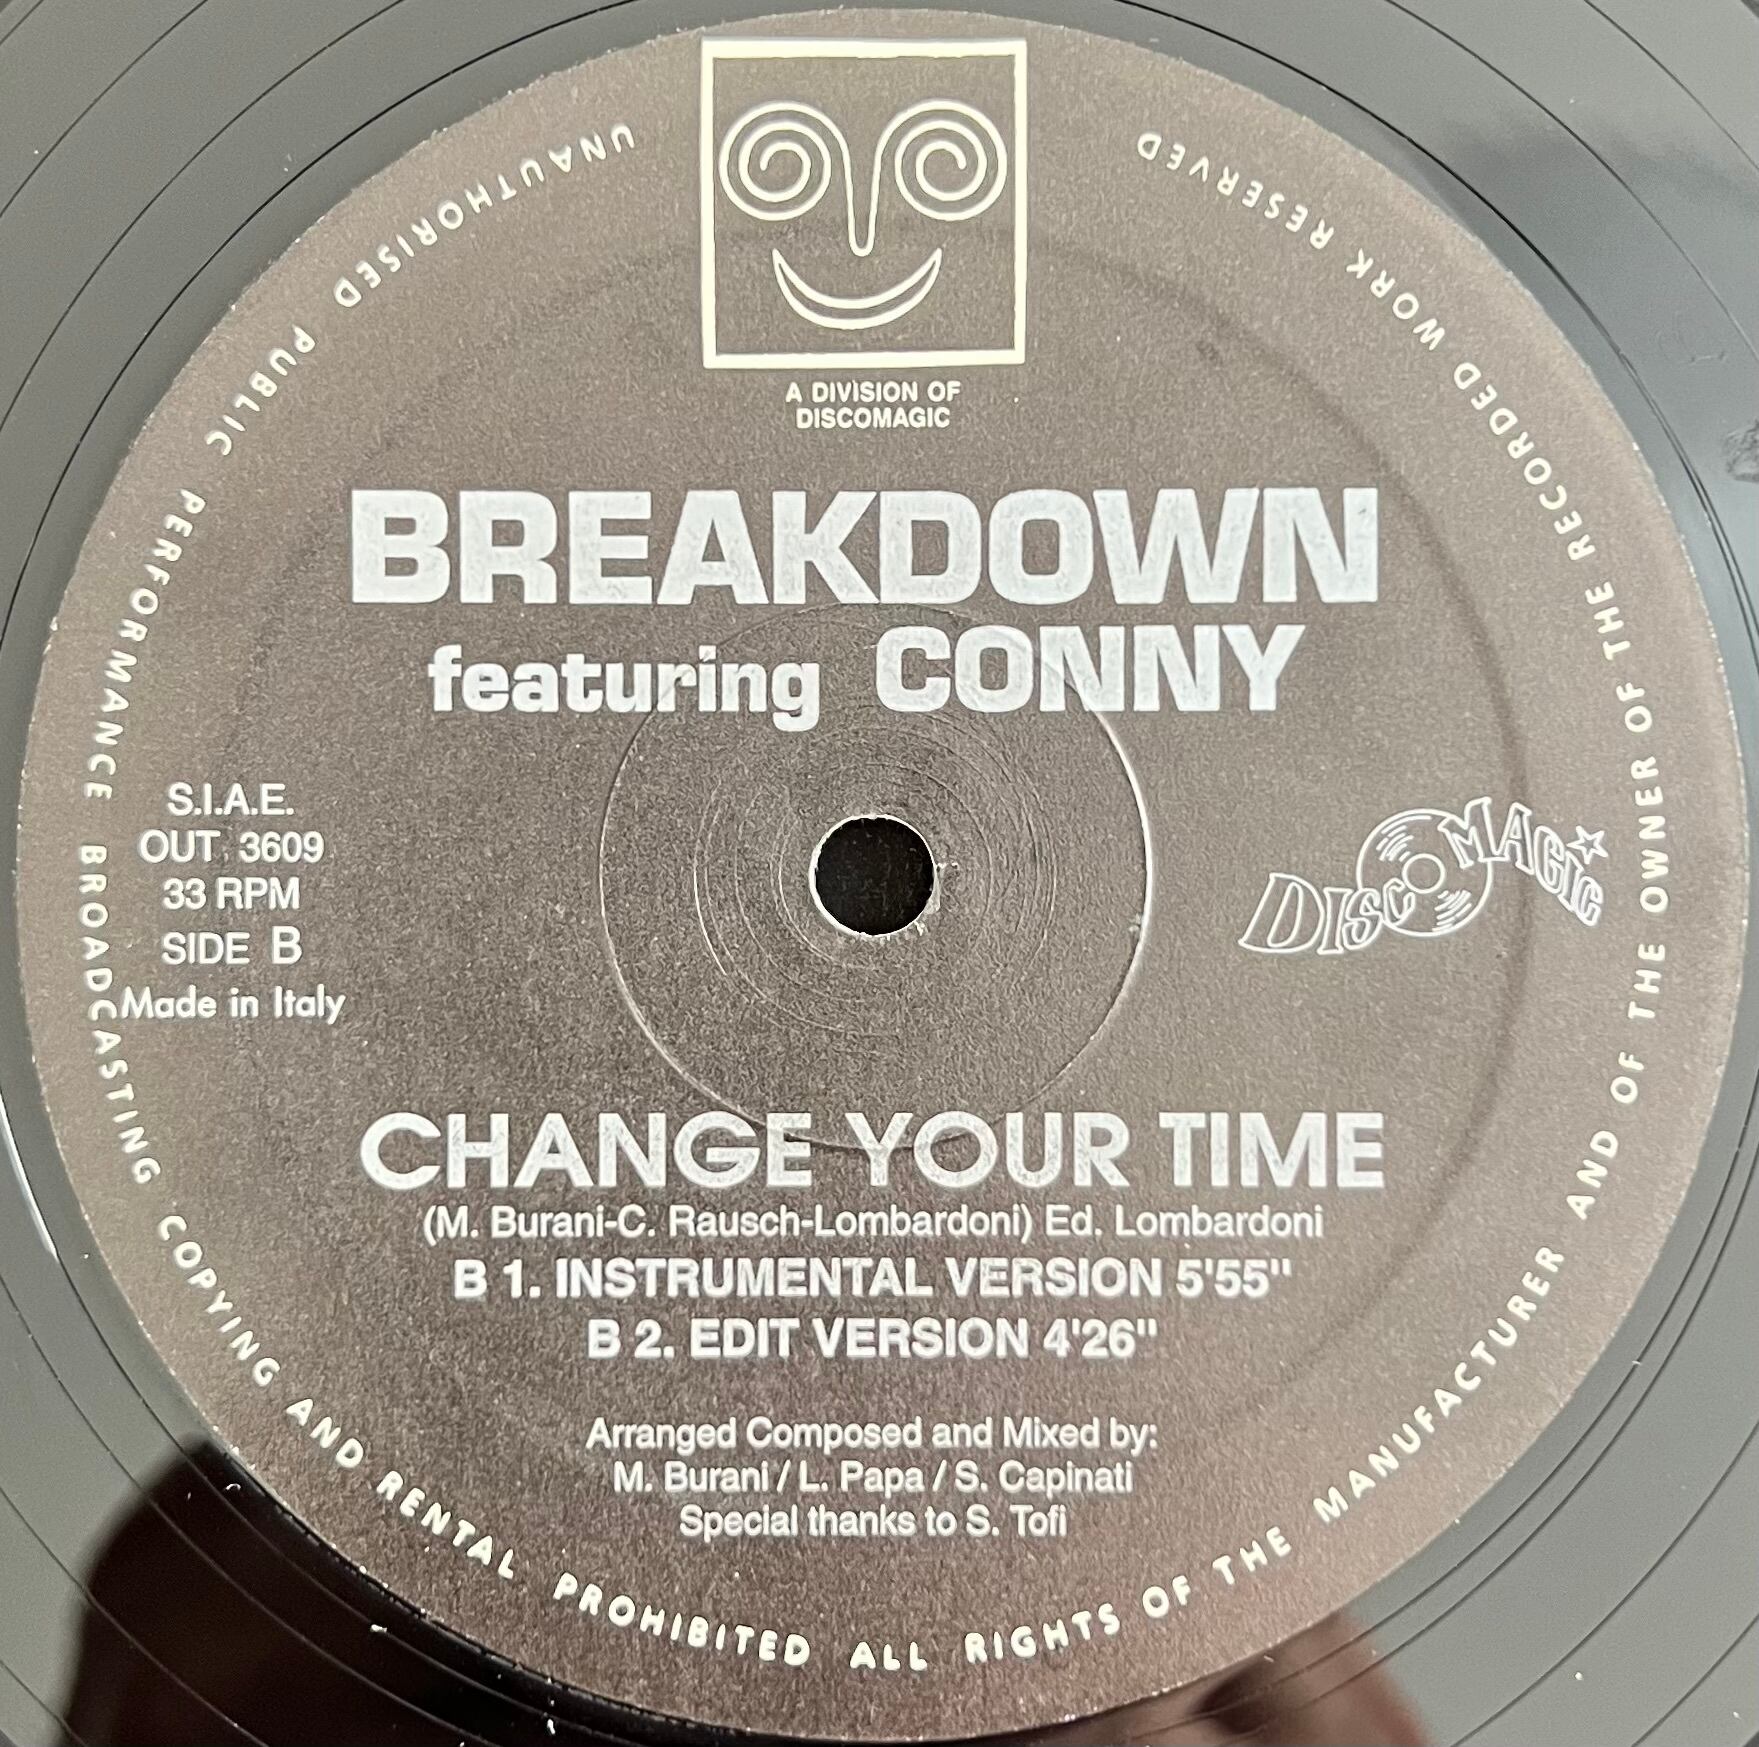 A DIVISION OF
DISCOMAGIC
BREAKDOWN
featuring CONNY
S.I.A.E.
OUT 3609
33 RPM
SIDE B
Made in Italy
DISCOMAGIC
CHANGE YOUR TIME
(M. Burani-C. Rausch-Lombardoni) Ed. Lombardoni
B 1. INSTRUMENTAL VERSION 5'55"
B 2. EDIT VERSION 4'26"
Arranged Composed and Mixed by:
M. Burani / L. Papa / S. Capinati
Special thanks to S. Tofi
UNAUTHORISED PUBLIC PERFORMANCE BROADCASTING COPYING AND RENTAL PROHIBITED ALL RIGHTS OF THE MANUFACTURER AND OF THE OWNER OF THE RECORDED WORK RESERVED